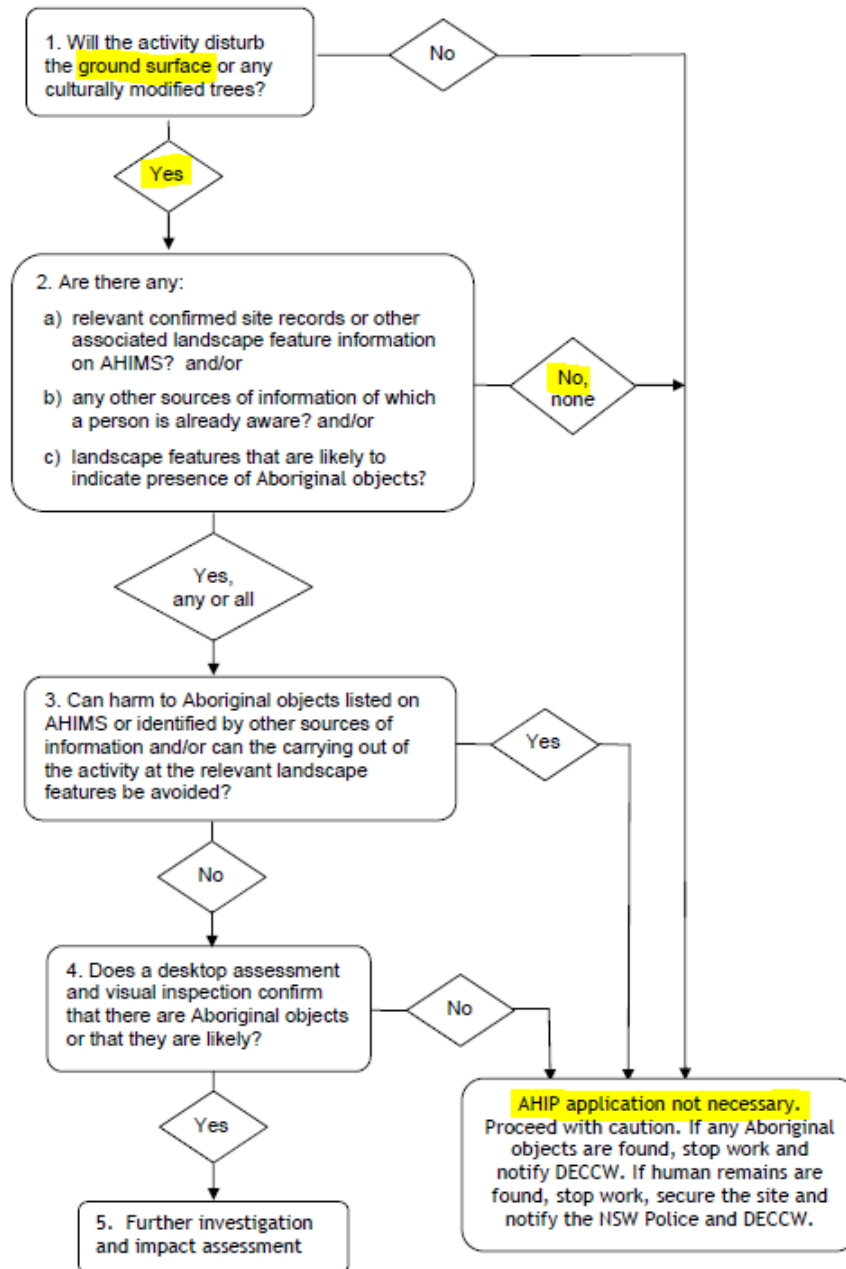 1. Will the activity disturb
the ground surface or any
culturally modified trees?
No
Yes
2. Are there any:
a) relevant confirmed site records or other
associated landscape feature information
on AHIMS? and/or
b) any other sources of information of which
a person is already aware? and/or
c) landscape features that are likely to
indicate presence of Aboriginal objects?
No,
none
Yes,
any or all
3. Can harm to Aboriginal objects listed on
AHIMS or identified by other sources of
information and/or can the carrying out of
the activity at the relevant landscape
features be avoided?
Yes
No
4. Does a desktop assessment
and visual inspection confirm
that there are Aboriginal objects
or that they are likely?
No
Yes
AHIP application not necessary.
Proceed with caution. If any Aboriginal
objects are found, stop work and
notify DECCW. If human remains are
found, stop work, secure the site and
notify the NSW Police and DECCW.
5. Further investigation
and impact assessment